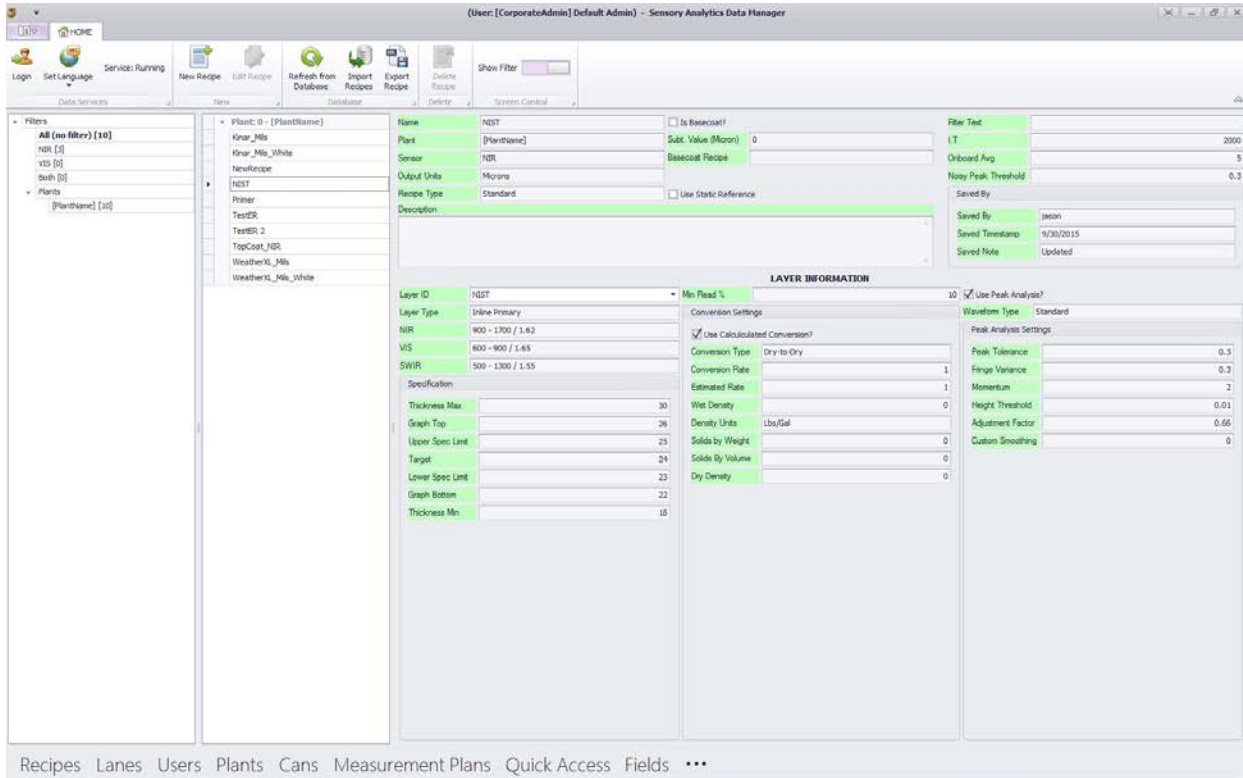 (User: [CorporateAdmin] Default Admin) - Sensory Analytics Data Manager
HOME
Login
Set Language
Service: Running
New Recipe
Edit Recipe
Refresh from Database
Import Recipes
Export Recipe
Delete Recipe
Show Filter
Data Services
New
Database
Delete
Screen Control
Filters
All (no filter) [10]
NIR [3]
VIS [0]
Both [0]
Plants
[PlantName] [10]
Plant: 0 - [PlantName]
Kinar_Mils
Kinar_Mils_White
NewRecipe
NIST
Primer
TestER
TestER 2
TopCoat_NIR
WeatherXL_Mils
WeatherXL_Mils_White
Name NIST Is Basecoat?
Plant [PlantName] Subt. Value (Micron) 0
Sensor NIR Basecoat Recipe
Output Units Microns
Recipe Type Standard Use Static Reference
Description
Filter Text
I.T. 2000
Onboard Avg 5
Noisy Peak Threshold 0.3
Saved By
Saved By jason
Saved Timestamp 9/30/2015
Saved Note Updated
LAYER INFORMATION
Layer ID NIST
Layer Type Inline Primary
NIR 900 - 1700 / 1.62
VIS 600 - 900 / 1.65
SWIR 500 - 1300 / 1.55
Specification
Thickness Max 30
Graph Top 26
Upper Spec Limit 25
Target 24
Lower Spec Limit 23
Graph Bottom 22
Thickness Min 18
Min Read % 10
Conversion Settings
Use Calculculated Conversion?
Conversion Type Dry-to-Dry
Conversion Rate 1
Estimated Rate 1
Wet Density 0
Density Units Lbs/Gal
Solids by Weight 0
Solids By Volume 0
Dry Density 0
Use Peak Analysis?
Waveform Type Standard
Peak Analysis Settings
Peak Tolerance 0.3
Fringe Variance 0.3
Momentum 2
Height Threshold 0.01
Adjustment Factor 0.66
Custom Smoothing 0
Recipes Lanes Users Plants Cans Measurement Plans Quick Access Fields •••